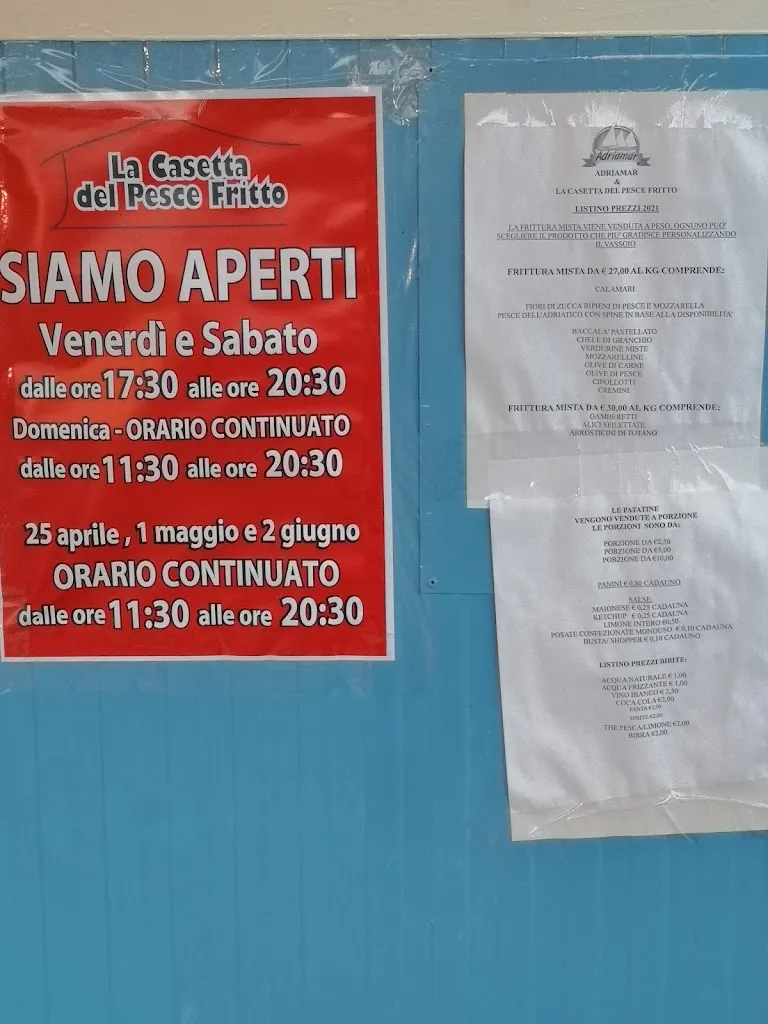 La Casetta
del Pesce Fritto
SIAMO APERTI
Venerdì e Sabato
dalle ore 17:30 alle ore 20:30
Domenica - ORARIO CONTINUATO
dalle ore 11:30 alle ore 20:30
25 aprile , 1 maggio e 2 giugno
ORARIO CONTINUATO
dalle ore 11:30 alle ore 20:30
Adriamar
ADRIAMAR
&
LA CASETTA DEL PESCE FRITTO
LISTINO PREZZI 2021
LA FRITTURA MISTA VIENE VENDUTA A PESO, OGNUNO PUO'
SCEGLIERE IL PRODOTTO CHE PIU' GRADISCE PERSONALIZZANDO
IL VASSOIO
FRITTURA MISTA DA € 27,00 AL KG COMPRENDE:
CALAMARI
FIORI DI ZUCCA RIPIENI DI PESCE E MOZZARELLA
PESCE DELL'ADRIATICO CON SPINE IN BASE ALLA DISPONIBILITA'
BACCALA' PASTELLATO
CHELE DI GRANCHIO
VERDURINE MISTE
MOZZARELLINE
OLIVE DI CARNE
OLIVE DI PESCE
CIPOLLOTTI
CREMINI
FRITTURA MISTA DA € 30,00 AL KG COMPRENDE:
GAMBERETTI
ALICI SFILETTATE
ARROSTICINI DI TOTANO
LE PATATINE
VENGONO VENDUTE A PORZIONE
LE PORZIONI SONO DA:
PORZIONE DA €2,50
PORZIONE DA €5,00
PORZIONE DA €10,00
PANINI € 0,80 CADAUNO
SALSE:
MAIONESE € 0,25 CADAUNA
KETCHUP € 0,25 CADAUNA
LIMONE INTERO €0,50
POSATE CONFEZIONATE MONOUSO € 0,10 CADAUNA
BUSTA/ SHOPPER € 0,10 CADAUNO
LISTINO PREZZI BIBITE:
ACQUA NATURALE € 1,00
ACQUA FRIZZANTE € 1,00
VINO BIANCO € 2,50
COCA COLA €2,00
FANTA €2,00
SPRITE €2,00
THE PESCA/LIMONE €2,00
BIRRA €2,00